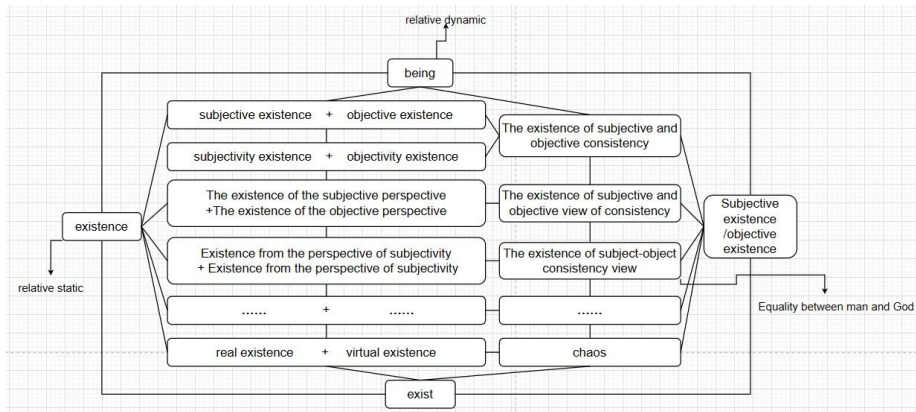 relative dynamic
being
subjective existence + objective existence
The existence of subjective and
objective consistency
subjectivity existence + objectivity existence
The existence of the subjective perspective
+The existence of the objective perspective
The existence of subjective and
objective view of consistency
Subjective
existence
/objective
existence
existence
Existence from the perspective of subjectivity
+ Existence from the perspective of subjectivity
The existence of subject-object
consistency view
relative static
Equality between man and God
...... + ......
......
real existence + virtual existence
chaos
exist